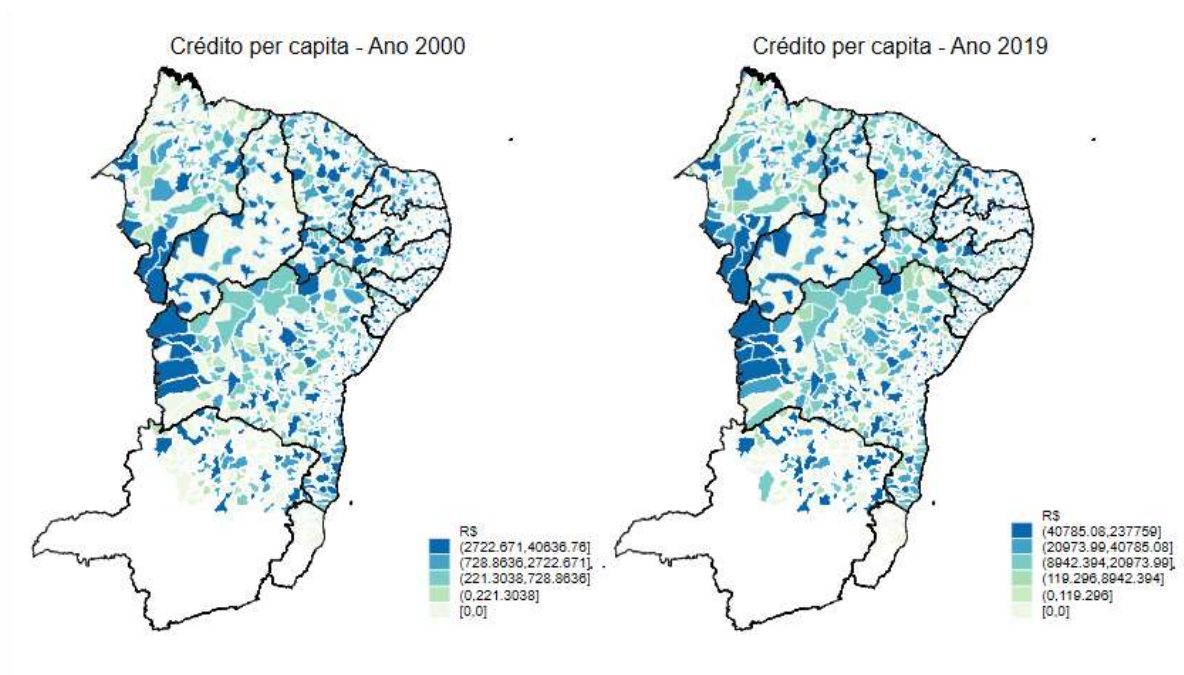 Crédito per capita - Ano 2000
R$
(2722.671,40636.76]
(728.8636,2722.671]
(221.3038,728.8636]
(0,221.3038]
[0,0]
Crédito per capita - Ano 2019
R$
(40785.08,237759]
(20973.99,40785.08]
(8942.394,20973.99]
(119.296,8942.394]
(0,119.296]
[0,0]